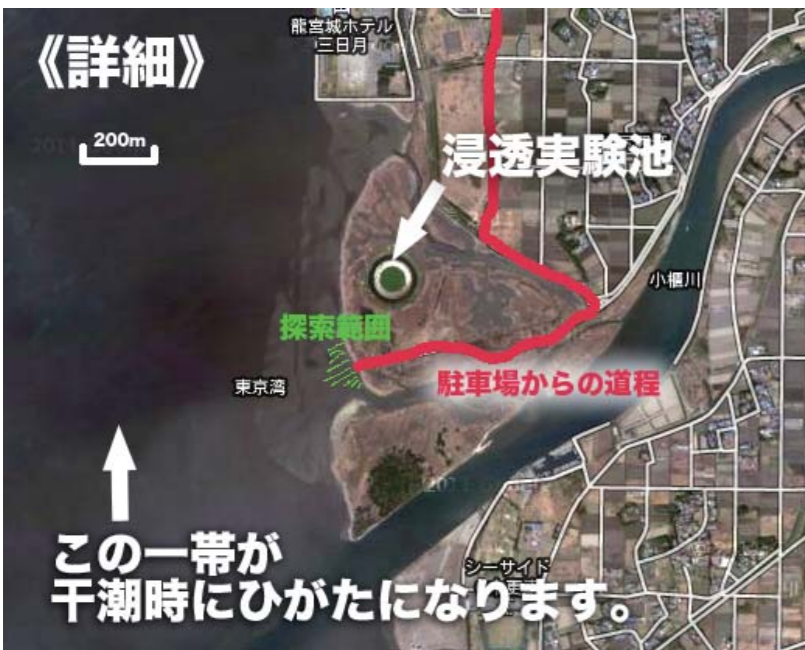 龍宮城ホテル
三日月
《詳細》
200m
浸透実験池
小櫃川
探索範囲
東京湾
駐車場からの道程
この一帯が
干潮時にひがたになります。
シーサイド